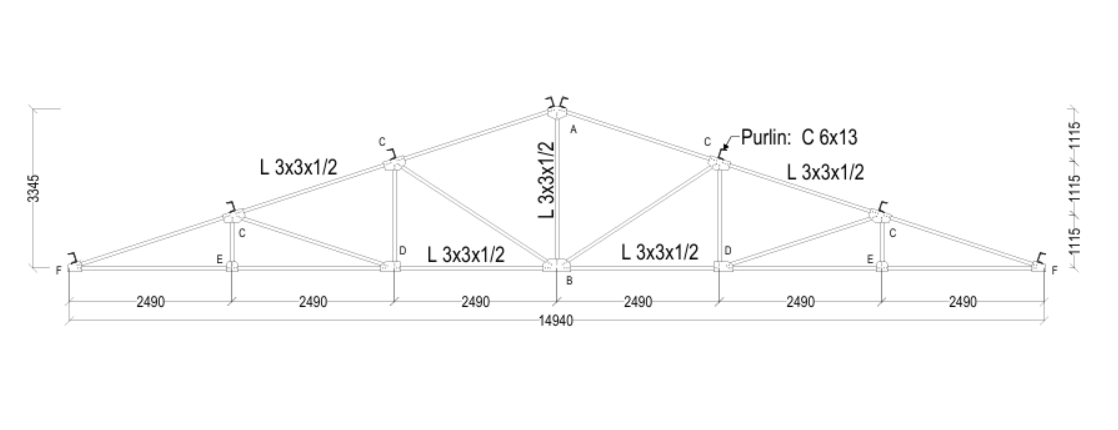 A
C
C
Purlin: C 6x13
L 3x3x1/2
L 3x3x1/2
L 3x3x1/2
3345
1115
1115
1115
C
C
E
D
L 3x3x1/2
L 3x3x1/2
D
E
F
B
F
2490
2490
2490
2490
2490
2490
14940